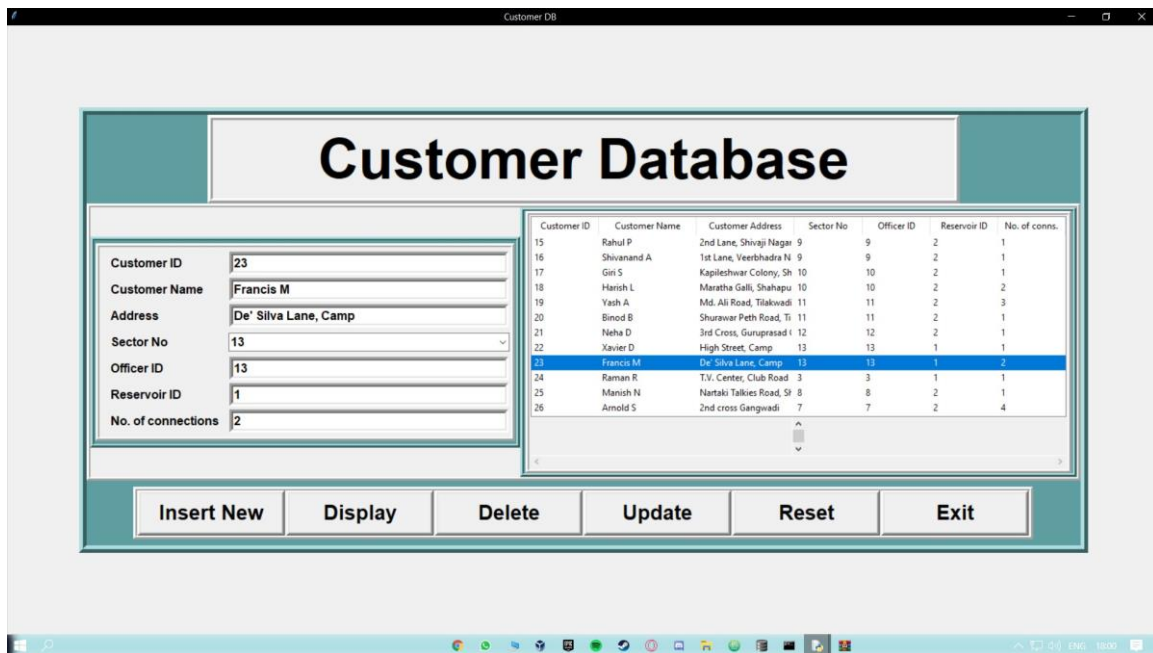 Customer DB
Customer Database
Customer ID 23
Customer Name Francis M
Address De' Silva Lane, Camp
Sector No 13
Officer ID 13
Reservoir ID 1
No. of connections 2
Customer ID Customer Name Customer Address Sector No Officer ID Reservoir ID No. of conns.
15 Rahul P 2nd Lane, Shivaji Nagar 9 9 2 1
16 Shivanand A 1st Lane, Veerbhadra N 9 9 2 1
17 Giri S Kapileshwar Colony, Sh 10 10 2 1
18 Harish L Maratha Galli, Shahapu 10 10 2 2
19 Yash A Md. Ali Road, Tilakwadi 11 11 2 3
20 Binod B Shurawar Peth Road, Ti 11 11 2 1
21 Neha D 3rd Cross, Guruprasad ( 12 12 2 1
22 Xavier D High Street, Camp 13 13 1 1
23 Francis M De' Silva Lane, Camp 13 13 1 2
24 Raman R T.V. Center, Club Road 3 3 1 1
25 Manish N Nartaki Talkies Road, Sh 8 8 2 1
26 Arnold S 2nd cross Gangwadi 7 7 2 4
Insert New Display Delete Update Reset Exit
ENG 18:00